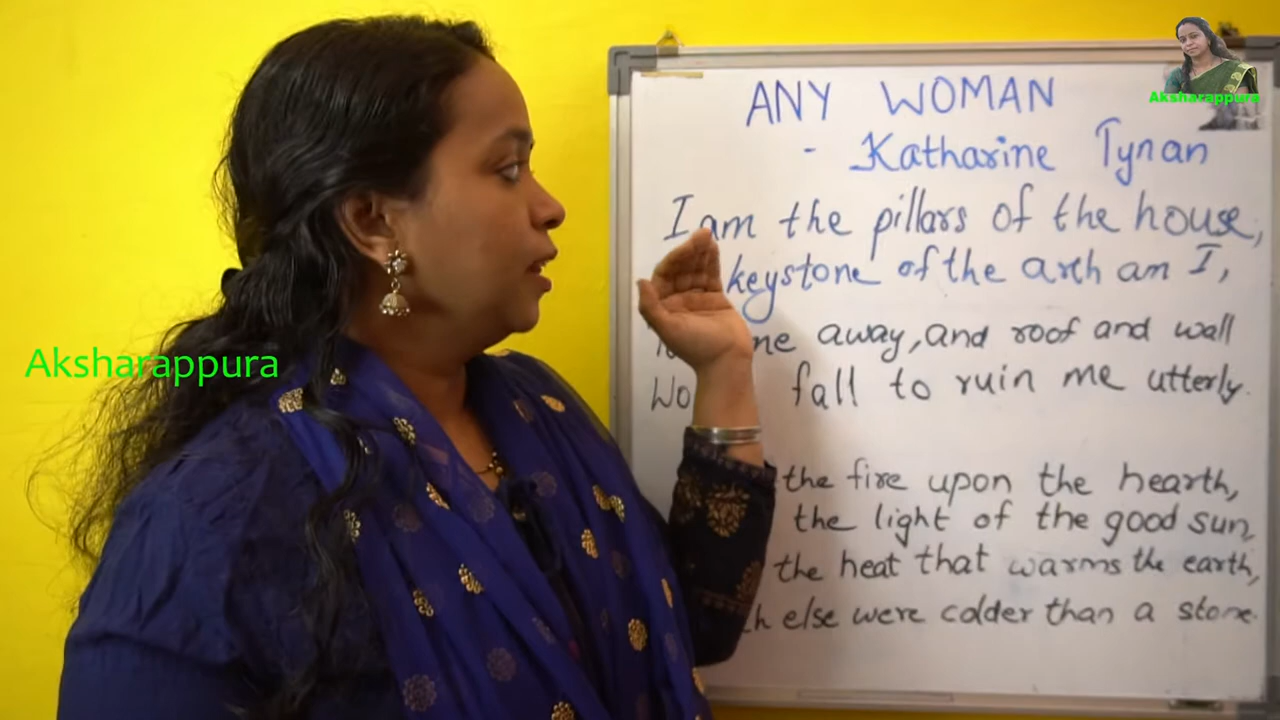 ANY WOMAN
- Katharine Tynan
I am the pillars of the house,
keystone of the arch am I,
away, and roof and wall
fall to ruin me utterly.
the fire upon the hearth,
the light of the good sun,
the heat that warms the earth,
else were colder than a stone.
Aksharappura
Aksharappura